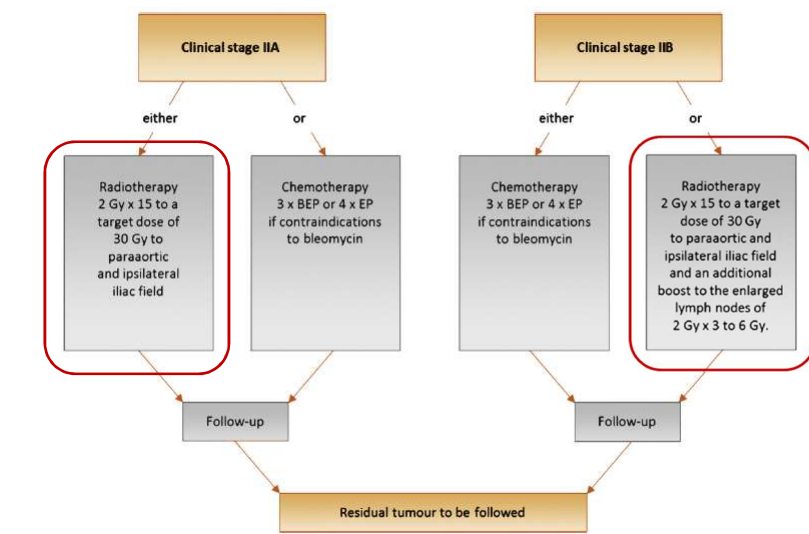 Clinical stage IIA
either
or
Radiotherapy
2 Gy x 15 to a
target dose of
30 Gy to
paraaortic
and ipsilateral
iliac field
Chemotherapy
3 x BEP or 4 x EP
if contraindications
to bleomycin
Follow-up
Clinical stage IIB
either
or
Chemotherapy
3 x BEP or 4 x EP
if contraindications
to bleomycin
Radiotherapy
2 Gy x 15 to a target
dose of 30 Gy
to paraaortic and
ipsilateral iliac field
and an additional
boost to the enlarged
lymph nodes of
2 Gy x 3 to 6 Gy.
Follow-up
Residual tumour to be followed